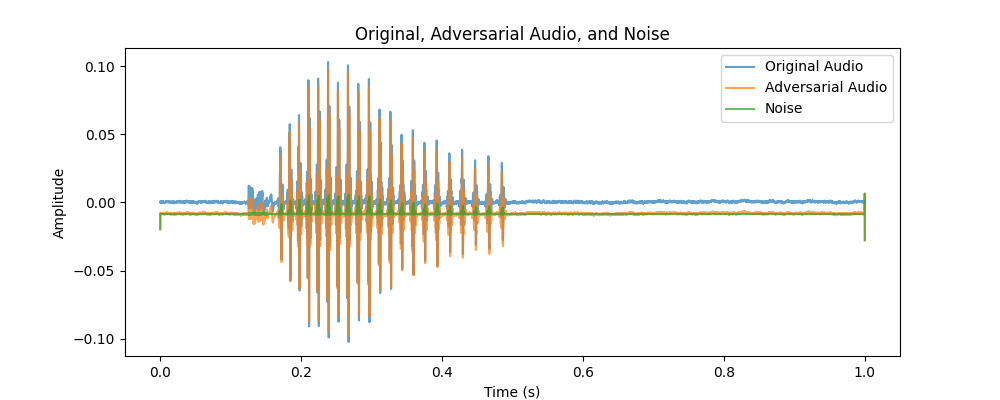 Original, Adversarial Audio, and Noise
Original Audio
Adversarial Audio
Noise
Amplitude
0.10
0.05
0.00
−0.05
−0.10
0.0
0.2
0.4
0.6
0.8
1.0
Time (s)